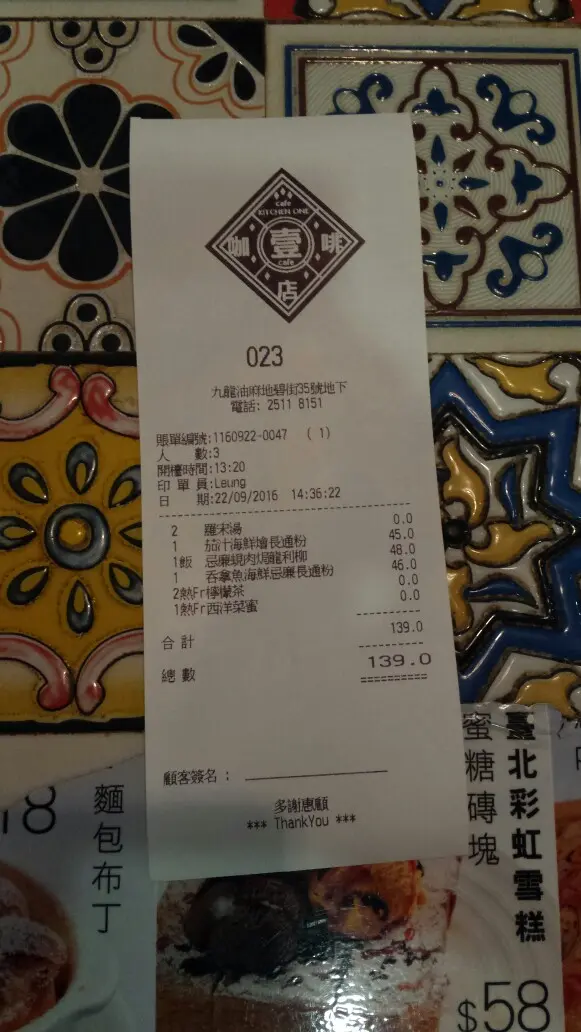 cafe
KITCHEN ONE
咖 壹 啡
cafe
店
023
九龍油麻地碧街35號地下
電話: 2511 8151
賬單編號:1160922-0047 ( 1)
人 數:3
開檯時間:13:20
印 單 員:Leung
日 期:22/09/2016 14:36:22
2 羅宋湯 0.0
1 茄汁海鮮燴長通粉 45.0
1飯 忌廉燒肉焗龍利柳 48.0
1 吞拿魚海鮮忌廉長通粉 46.0
2熱Fr檸檬茶 0.0
1熱Fr西洋菜蜜 0.0
合 計 139.0
總 數 139.0
顧客簽名 :
多謝惠顧
*** ThankYou ***
18
麵包布丁
蜜糖磚塊
臺北彩虹雪糕
$58